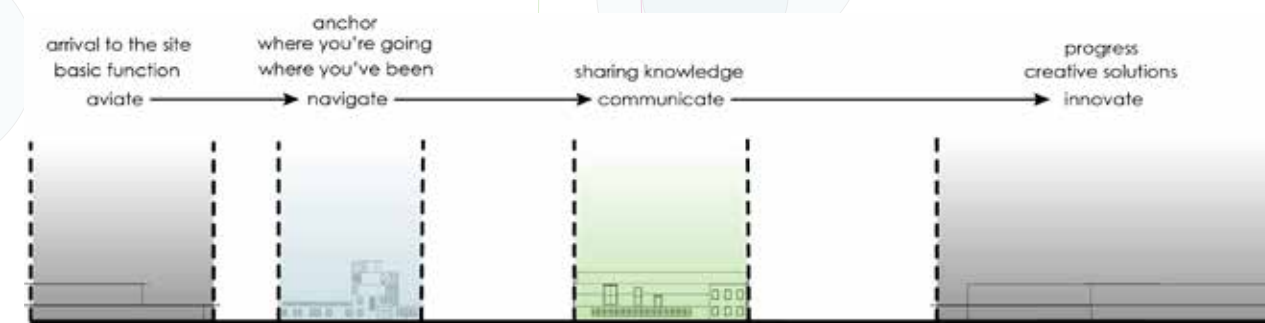 arrival to the site
basic function
aviate
anchor
where you're going
where you've been
navigate
sharing knowledge
communicate
progress
creative solutions
innovate